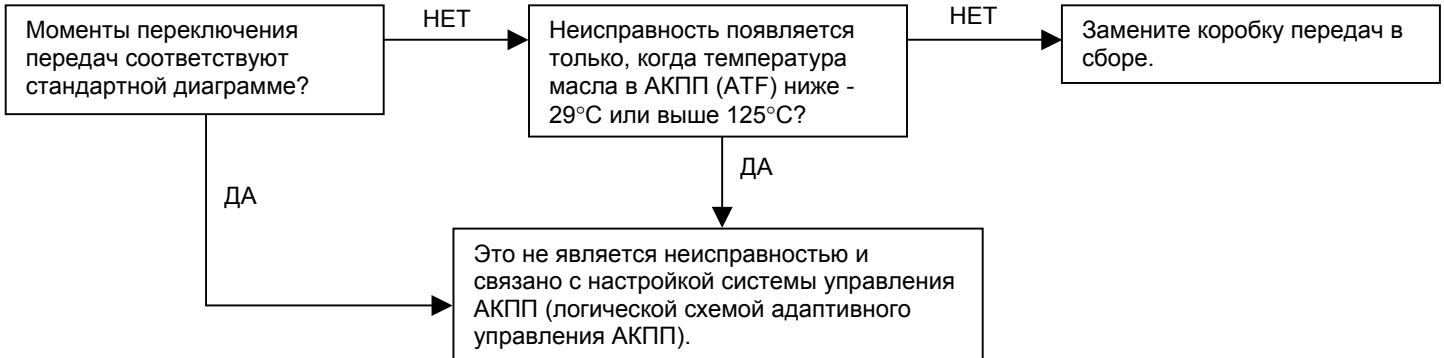 Моменты переключения
передач соответствуют
стандартной диаграмме?
НЕТ
Неисправность появляется
только, когда температура
масла в АКПП (ATF) ниже -
29°C или выше 125°C?
НЕТ
Замените коробку передач в
сборе.
ДА
ДА
Это не является неисправностью и
связано с настройкой системы управления
АКПП (логической схемой адаптивного
управления АКПП).